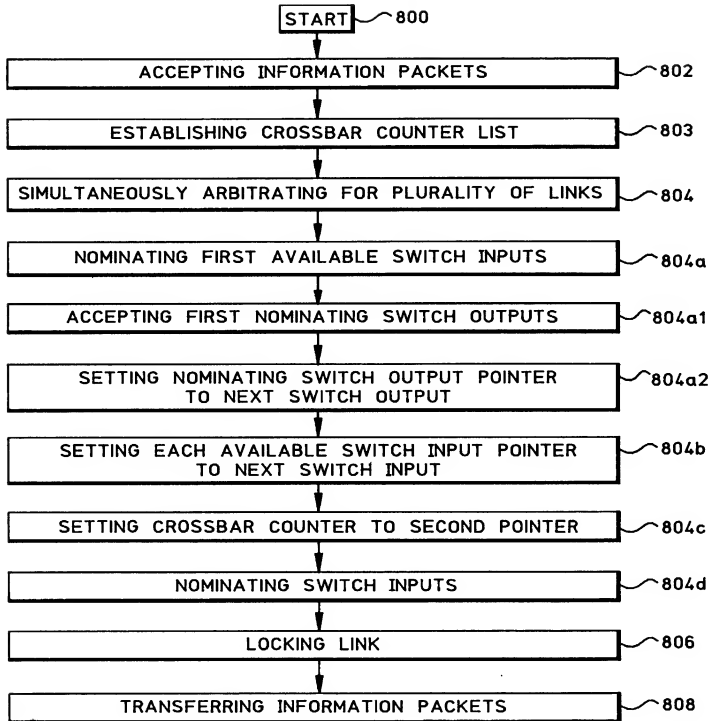 START 800
ACCEPTING INFORMATION PACKETS 802
ESTABLISHING CROSSBAR COUNTER LIST 803
SIMULTANEOUSLY ARBITRATING FOR PLURALITY OF LINKS 804
NOMINATING FIRST AVAILABLE SWITCH INPUTS 804a
ACCEPTING FIRST NOMINATING SWITCH OUTPUTS 804a1
SETTING NOMINATING SWITCH OUTPUT POINTER 804a2
TO NEXT SWITCH OUTPUT
SETTING EACH AVAILABLE SWITCH INPUT POINTER 804b
TO NEXT SWITCH INPUT
SETTING CROSSBAR COUNTER TO SECOND POINTER 804c
NOMINATING SWITCH INPUTS 804d
LOCKING LINK 806
TRANSFERRING INFORMATION PACKETS 808